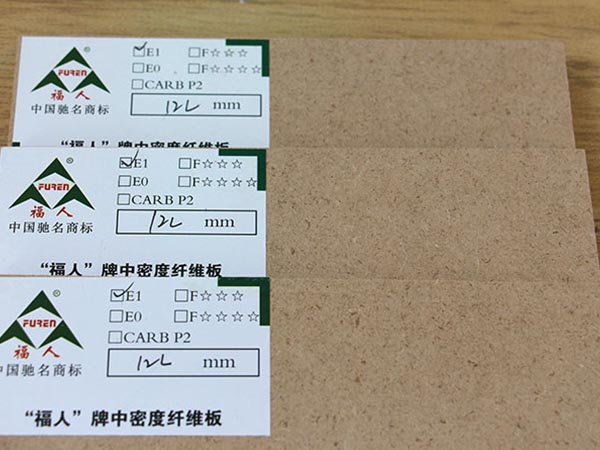 ®
☑E1 □F☆☆☆
□E0 □F☆☆☆☆
□CARB P2
FUREN
福人
中国驰名商标
12L mm
“福人”牌中密度纤维板
®
☑E1 □F☆☆☆
□E0 □F☆☆☆☆
□CARB P2
FUREN
福人
中国驰名商标
12L mm
“福人”牌中密度纤维板
®
☑E1 □F☆☆☆
□E0 □F☆☆☆☆
□CARB P2
FUREN
福人
中国驰名商标
12L mm
“福人”牌中密度纤维板